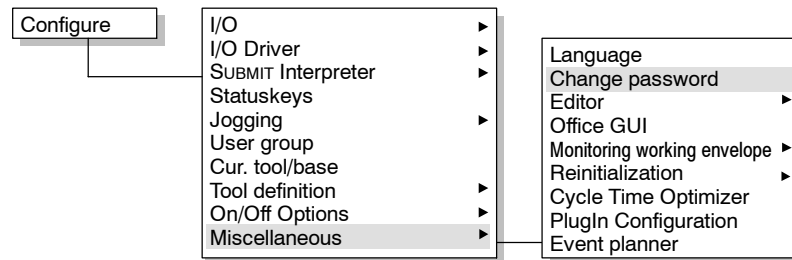 Configure
I/O
I/O Driver
SUBMIT Interpreter
Statuskeys
Jogging
User group
Cur. tool/base
Tool definition
On/Off Options
Miscellaneous
Language
Change password
Editor
Office GUI
Monitoring working envelope
Reinitialization
Cycle Time Optimizer
PlugIn Configuration
Event planner